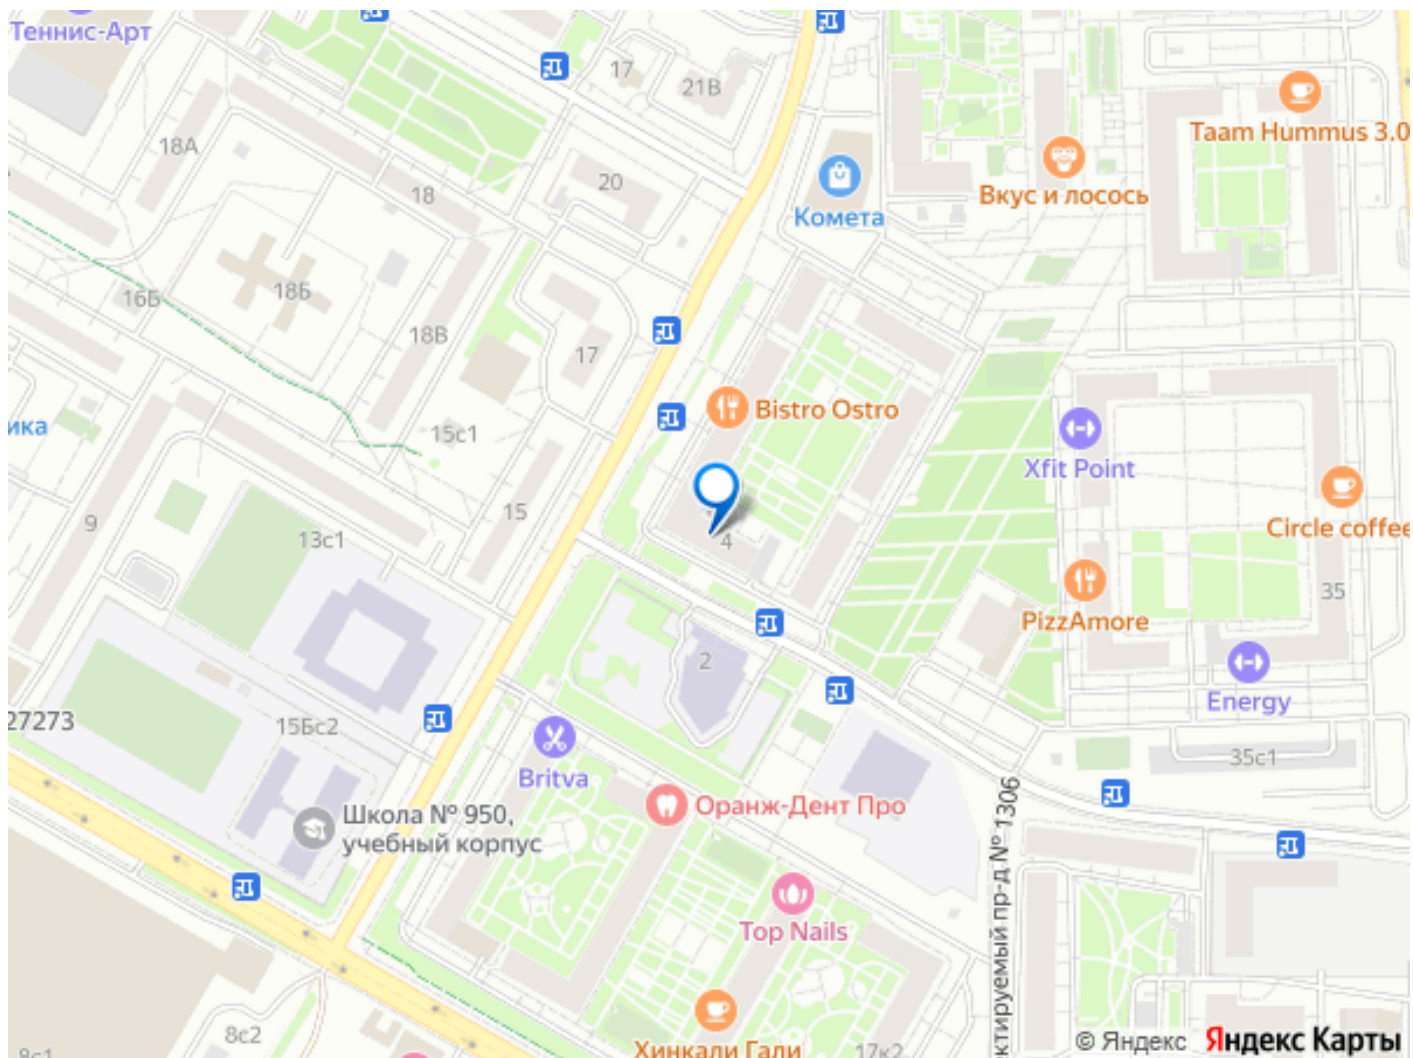 Теннис-Арт
17
21В
Taam Hummus 3.0
18А
18
20
Комета
Вкус и лосось
16Б
18Б
18В
17
Bistro Ostro
ика
15с1
Xfit Point
9
15
13с1
4
Circle coffee
PizzAmore
35
2
Energy
27273
15Бс2
Britva
35с1
Школа № 950,
учебный корпус
Оранж-Дент Про
ектируемый пр-д № 1306
Top Nails
8с2
8с1
Хинкали Гали
17к2
© Яндекс Яндекс Карты